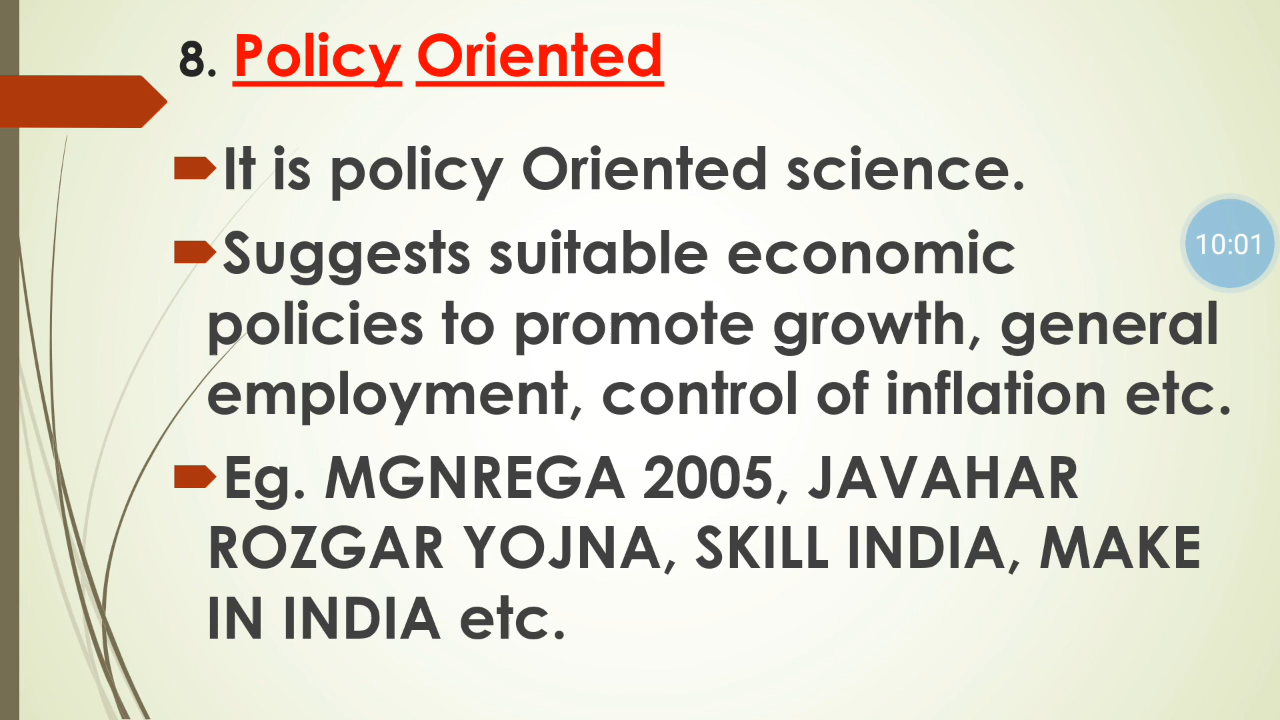 8. Policy Oriented
It is policy Oriented science.
Suggests suitable economic
policies to promote growth, general
employment, control of inflation etc.
Eg. MGNREGA 2005, JAVAHAR
ROZGAR YOJNA, SKILL INDIA, MAKE
IN INDIA etc.
10:01